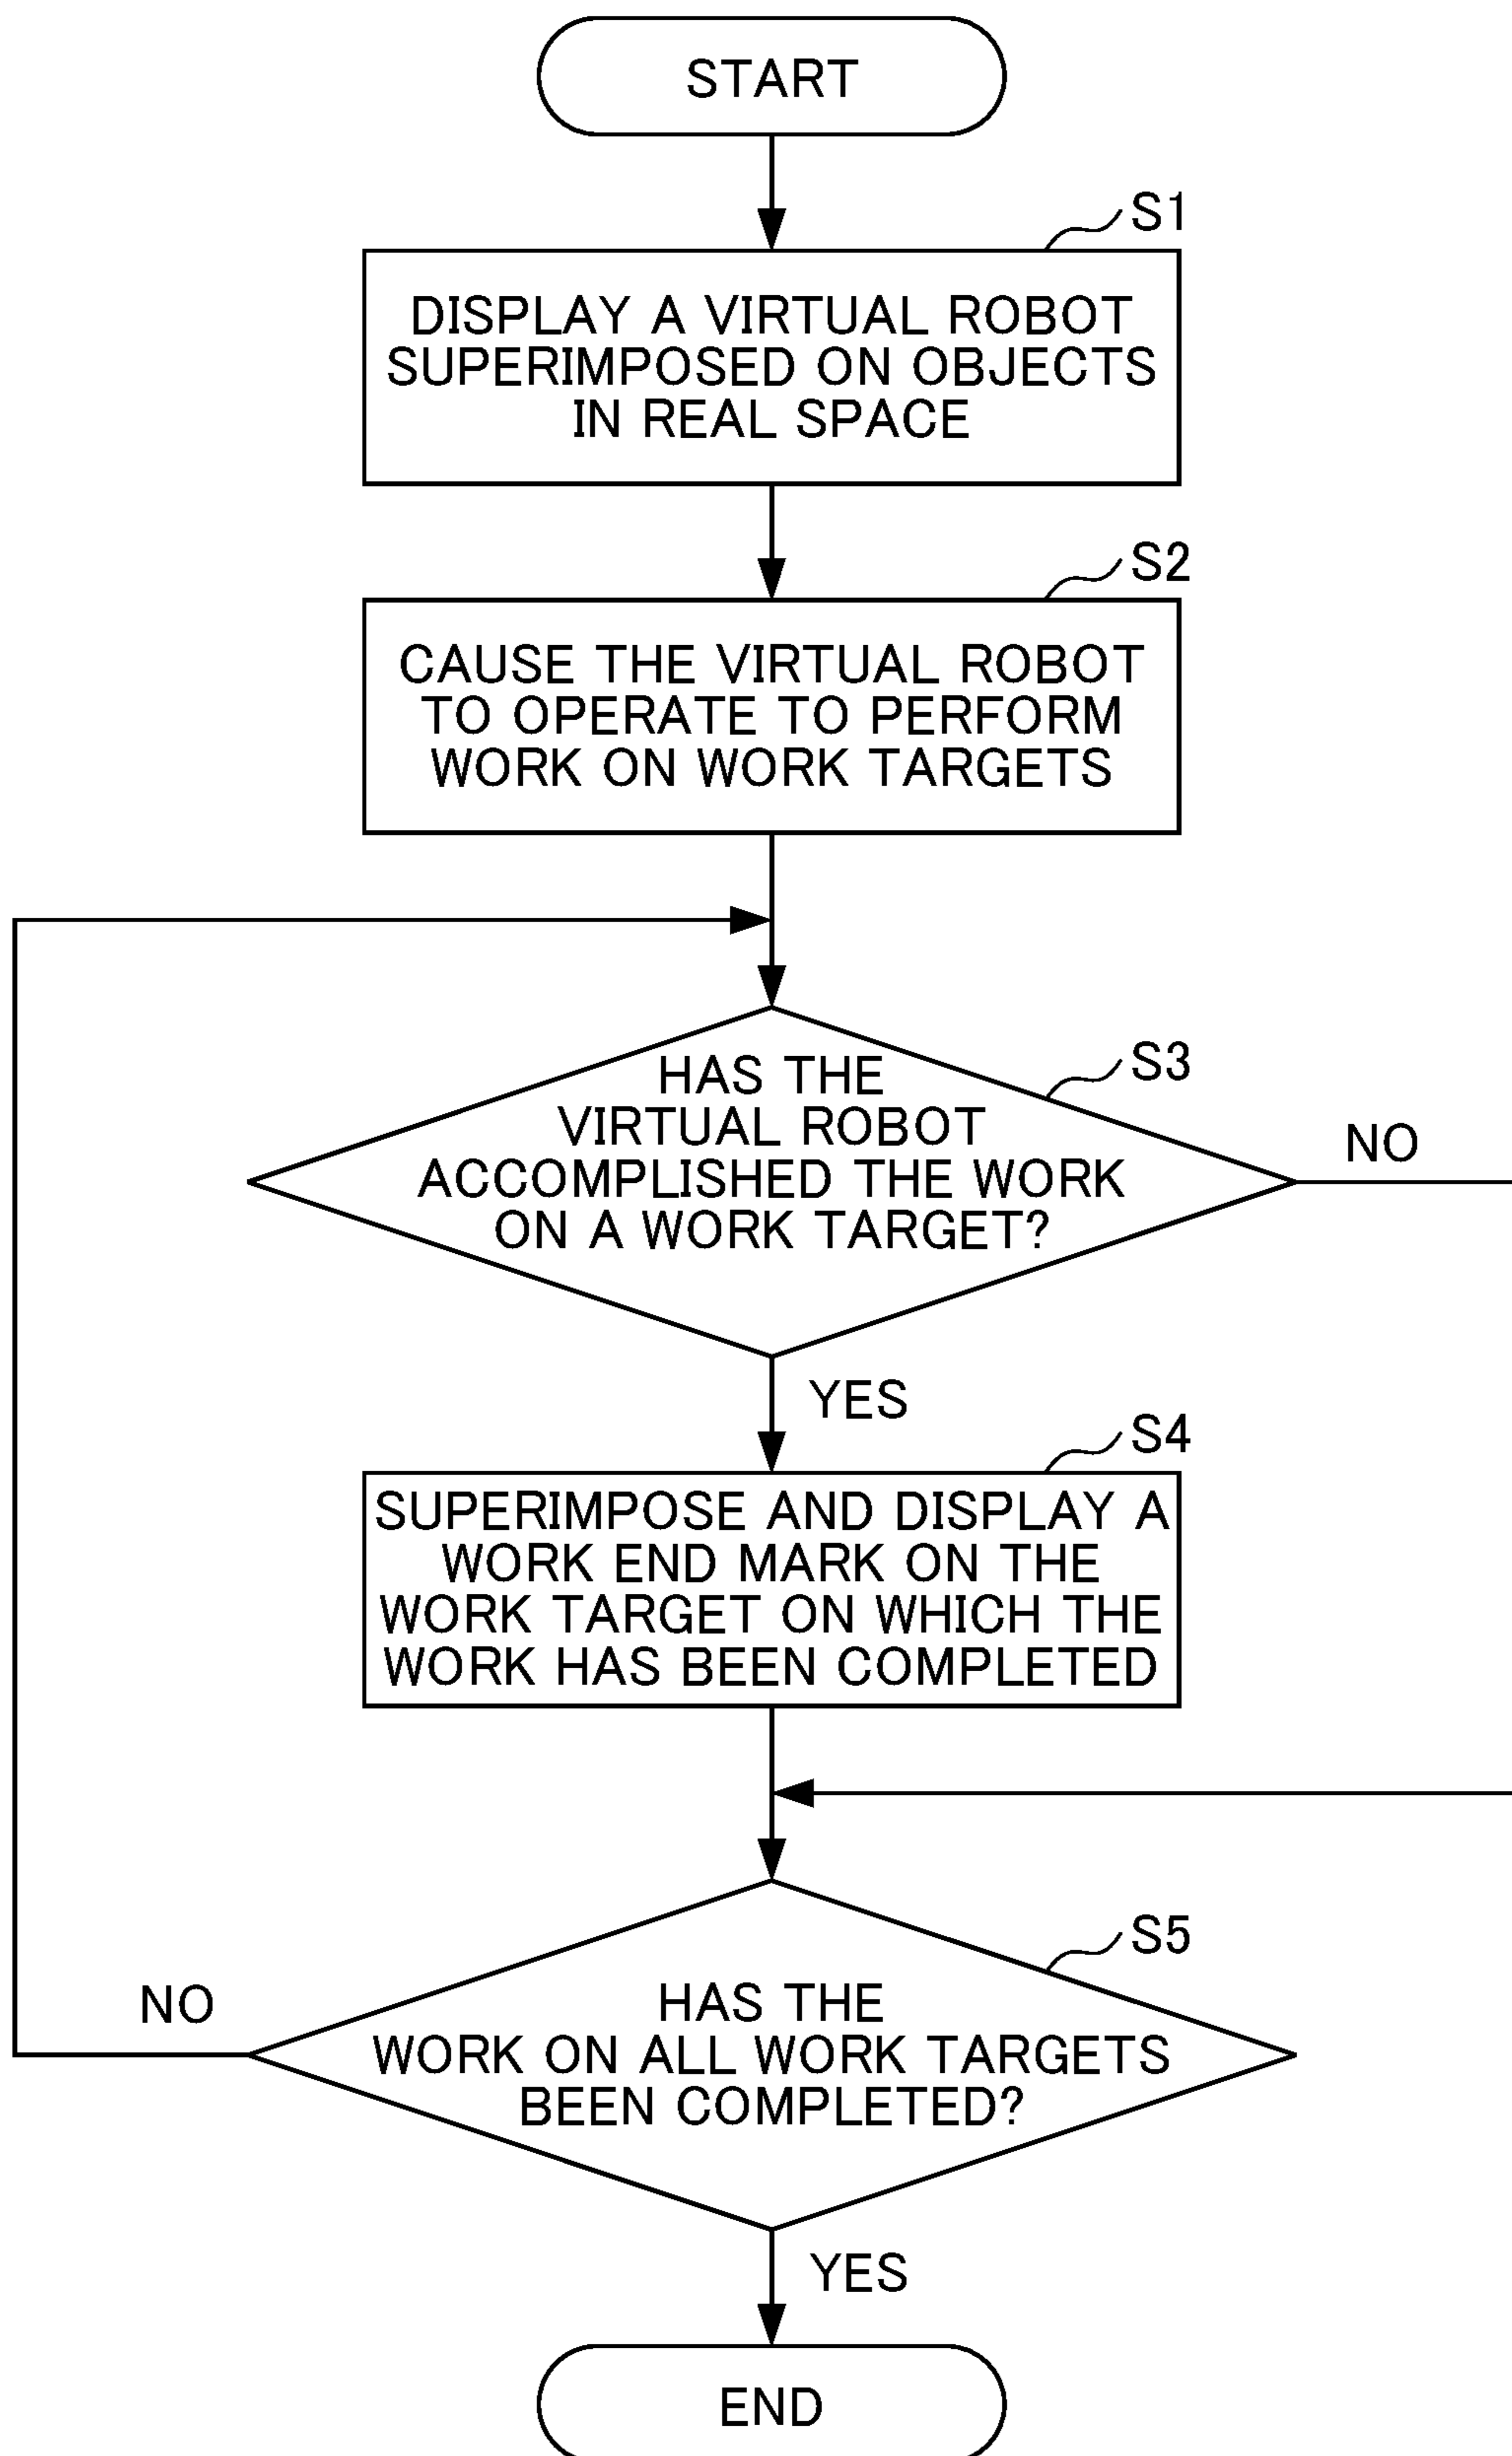 START
S1
DISPLAY A VIRTUAL ROBOT
SUPERIMPOSED ON OBJECTS
IN REAL SPACE
S2
CAUSE THE VIRTUAL ROBOT
TO OPERATE TO PERFORM
WORK ON WORK TARGETS
S3
HAS THE
VIRTUAL ROBOT
ACCOMPLISHED THE WORK
ON A WORK TARGET?
NO
YES
S4
SUPERIMPOSE AND DISPLAY A
WORK END MARK ON THE
WORK TARGET ON WHICH THE
WORK HAS BEEN COMPLETED
S5
HAS THE
WORK ON ALL WORK TARGETS
BEEN COMPLETED?
NO
YES
END